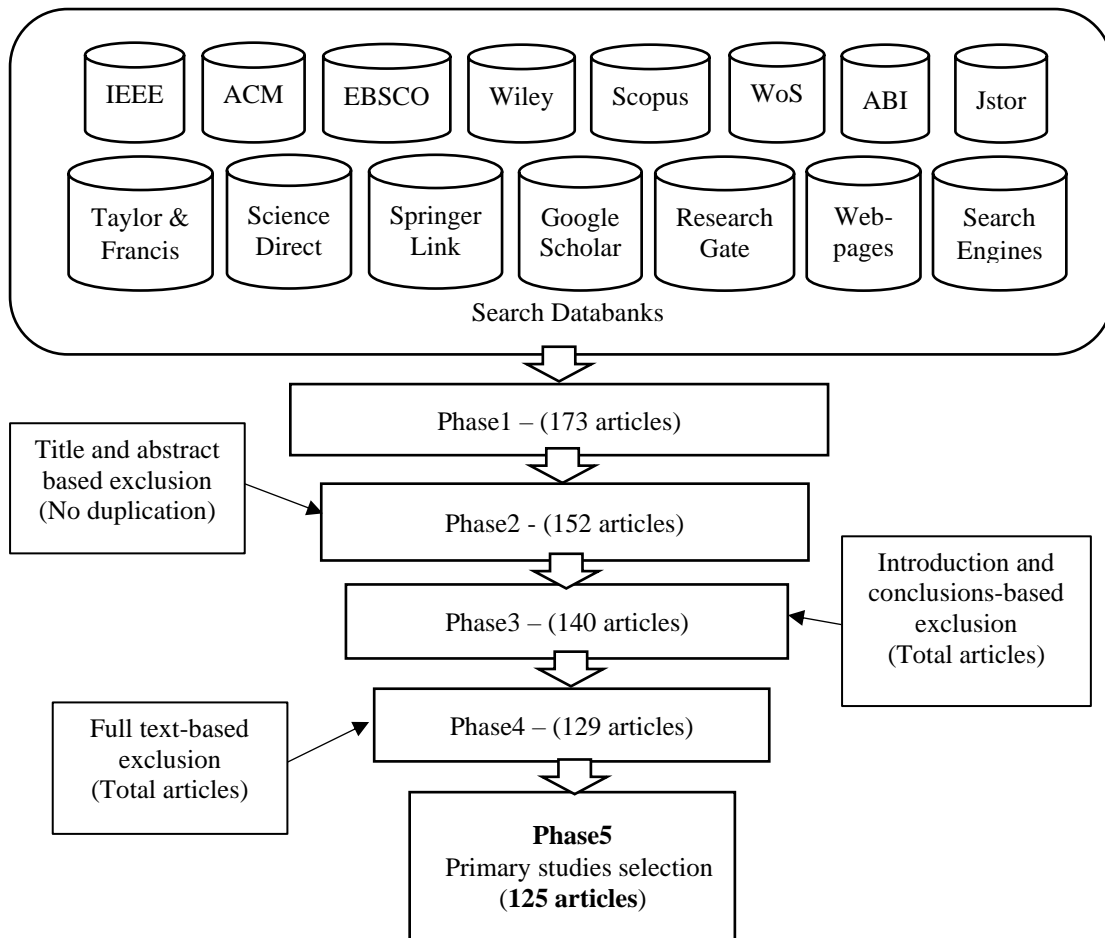 IEEE
ACM
EBSCO
Wiley
Scopus
WoS
ABI
Jstor
Taylor &
Francis
Science
Direct
Springer
Link
Google
Scholar
Research
Gate
Web-
pages
Search
Engines
Search Databanks
Phase1 – (173 articles)
Title and abstract
based exclusion
(No duplication)
Phase2 - (152 articles)
Introduction and
conclusions-based
exclusion
(Total articles)
Phase3 – (140 articles)
Phase4 – (129 articles)
Full text-based
exclusion
(Total articles)
Phase5
Primary studies selection
(125 articles)